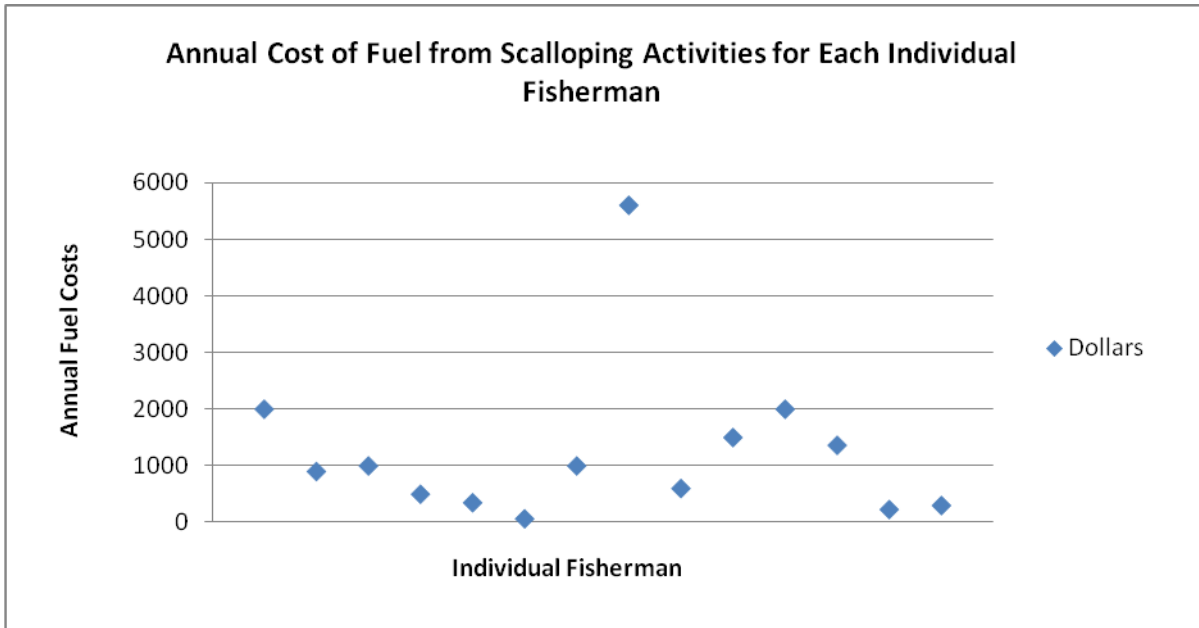 Annual Cost of Fuel from Scalloping Activities for Each Individual
Fisherman
6000
5000
4000
3000
2000
1000
0
Annual Fuel Costs
Individual Fisherman
Dollars